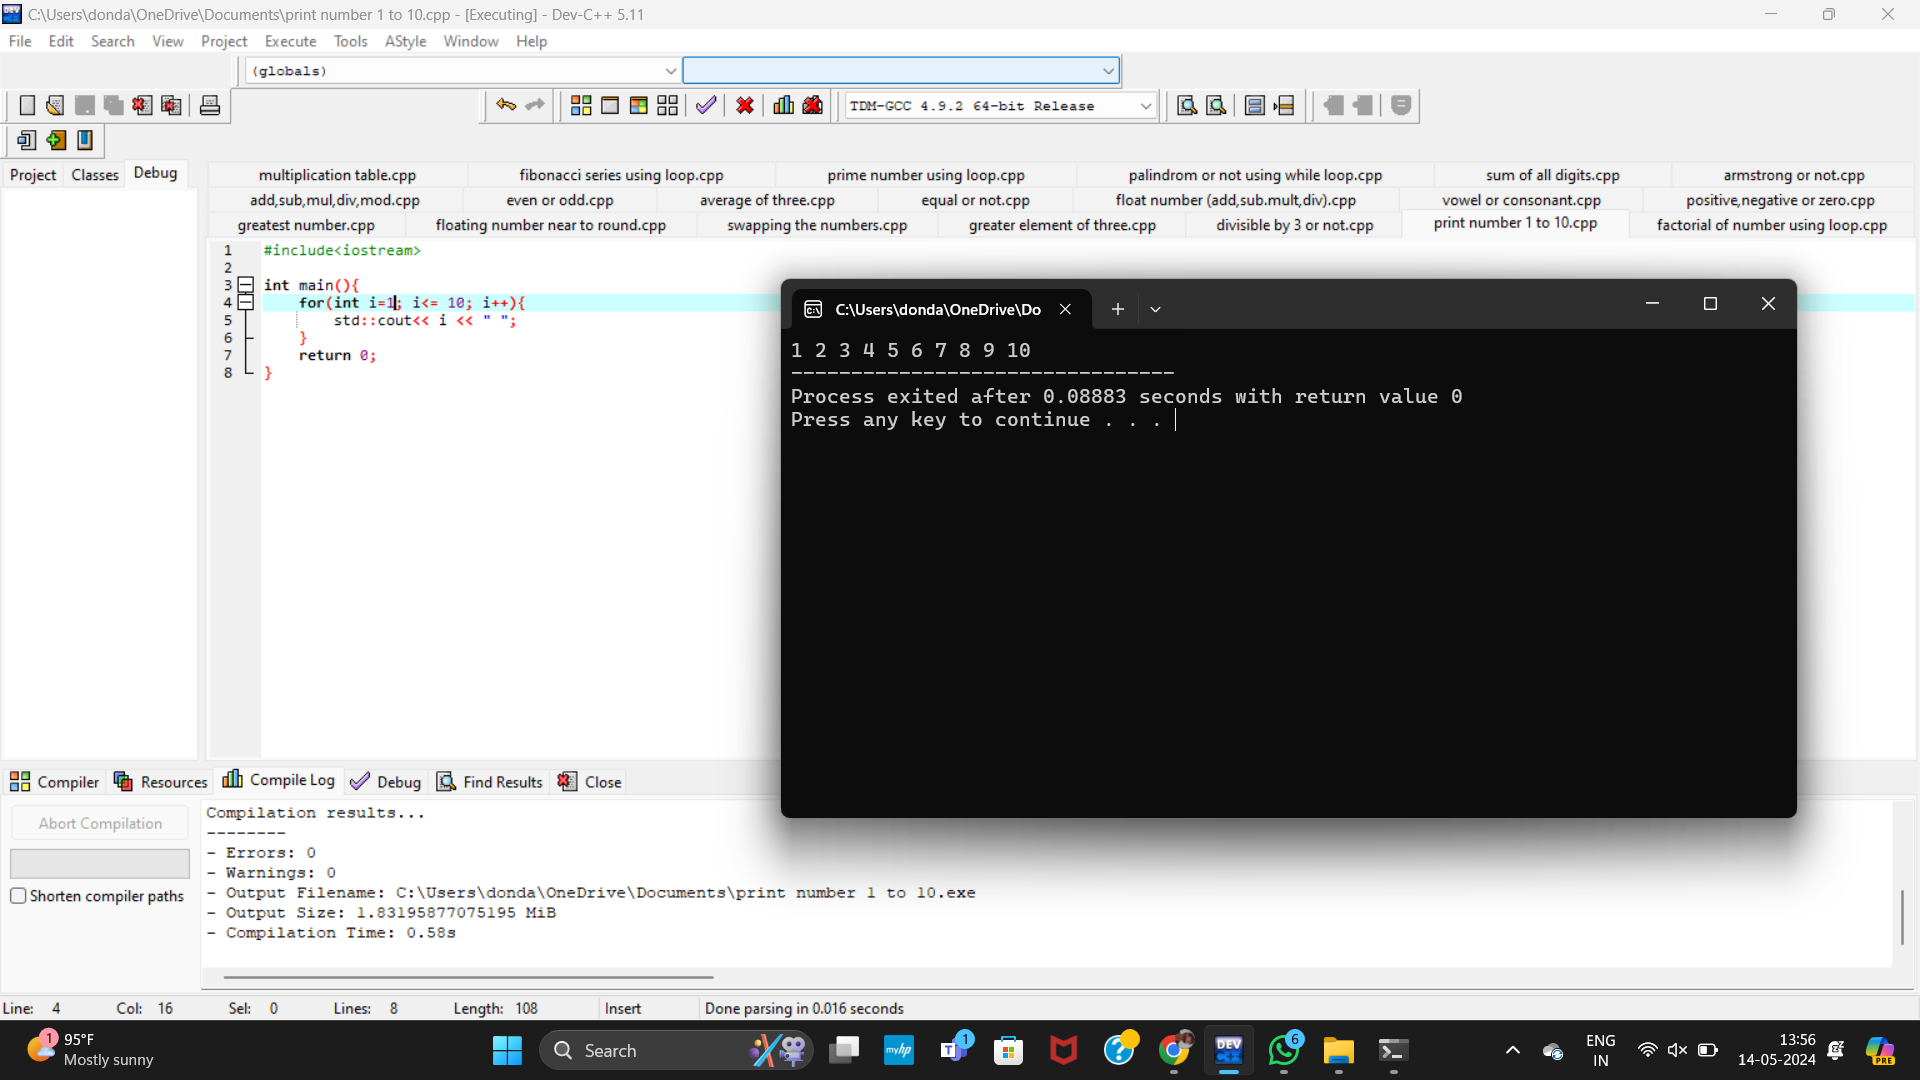 C:\Users\donda\OneDrive\Documents\print number 1 to 10.cpp - [Executing] - Dev-C++ 5.11
File Edit Search View Project Execute Tools AStyle Window Help
(globals)
TDM-GCC 4.9.2 64-bit Release
Project Classes Debug
multiplication table.cpp fibonacci series using loop.cpp prime number using loop.cpp palindrom or not using while loop.cpp sum of all digits.cpp armstrong or not.cpp
add,sub,mul,div,mod.cpp even or odd.cpp average of three.cpp equal or not.cpp float number (add,sub.mult,div).cpp vowel or consonant.cpp positive,negative or zero.cpp
greatest number.cpp floating number near to round.cpp swapping the numbers.cpp greater element of three.cpp divisible by 3 or not.cpp print number 1 to 10.cpp factorial of number using loop.cpp
1 #include<iostream>
2
3 int main(){
4 for(int i=1; i<= 10; i++){
5 std::cout<< i << " ";
6 }
7 return 0;
8 }
C:\Users\donda\OneDrive\Do
1 2 3 4 5 6 7 8 9 10
--------------------------------
Process exited after 0.08883 seconds with return value 0
Press any key to continue . . .
Compiler Resources Compile Log Debug Find Results Close
Abort Compilation
Shorten compiler paths
Compilation results...
--------
- Errors: 0
- Warnings: 0
- Output Filename: C:\Users\donda\OneDrive\Documents\print number 1 to 10.exe
- Output Size: 1.83195877075195 MiB
- Compilation Time: 0.58s
Line: 4 Col: 16 Sel: 0 Lines: 8 Length: 108 Insert Done parsing in 0.016 seconds
1
95°F
Mostly sunny
Search
myhp
1
DEV C++
6
ENG
IN
13:56
14-05-2024
PRE